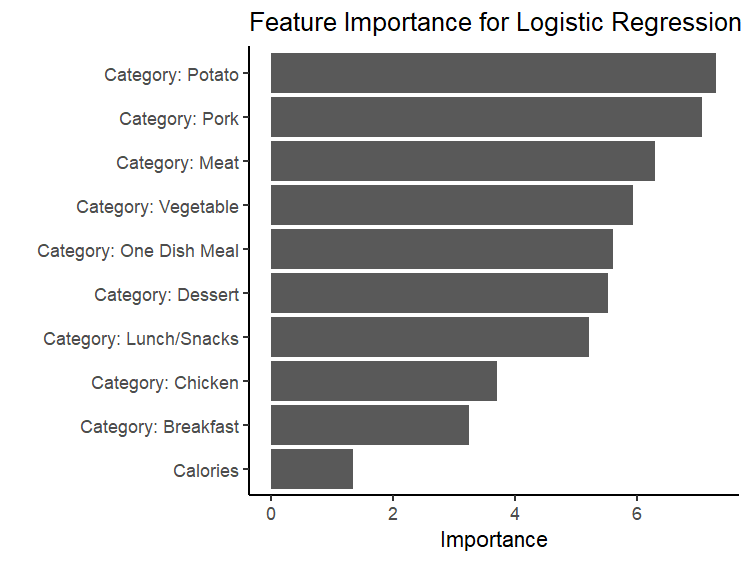 Feature Importance for Logistic Regression
Category: Potato
Category: Pork
Category: Meat
Category: Vegetable
Category: One Dish Meal
Category: Dessert
Category: Lunch/Snacks
Category: Chicken
Category: Breakfast
Calories
0 2 4 6
Importance